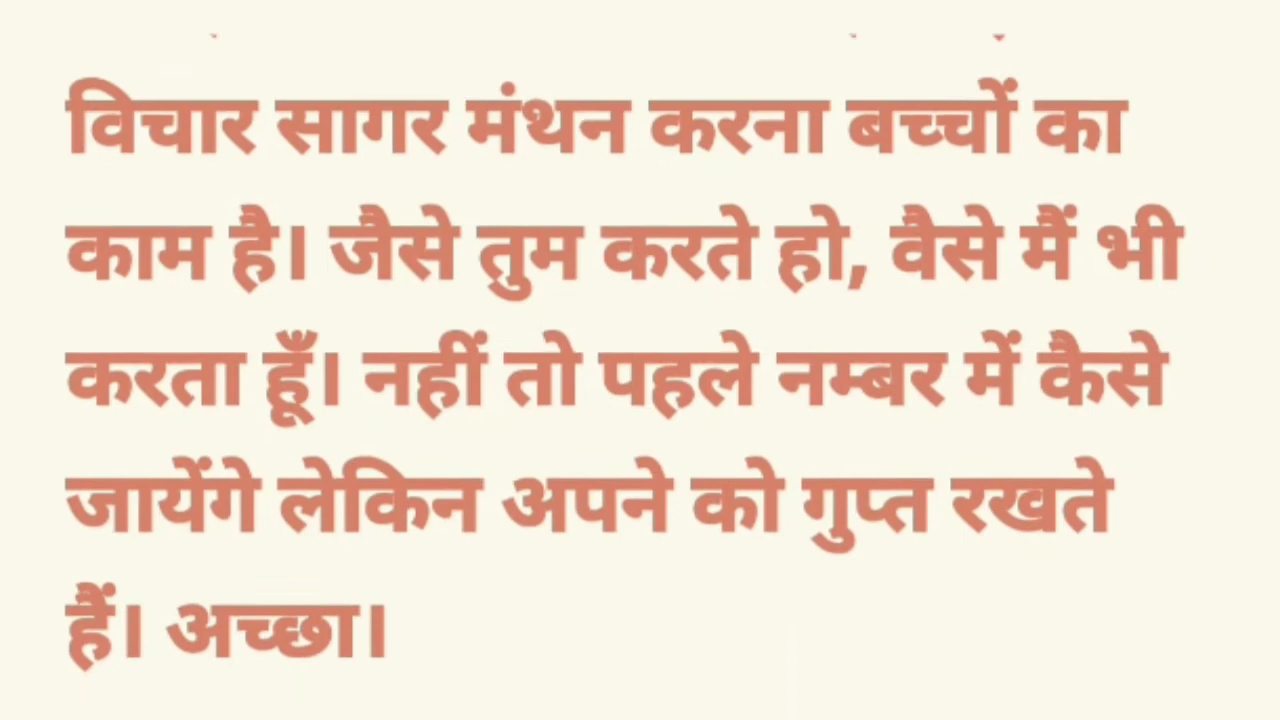 विचार सागर मंथन करना बच्चों का
काम है। जैसे तुम करते हो, वैसे मैं भी
करता हूँ। नहीं तो पहले नम्बर में कैसे
जायेंगे लेकिन अपने को गुप्त रखते
हैं। अच्छा।